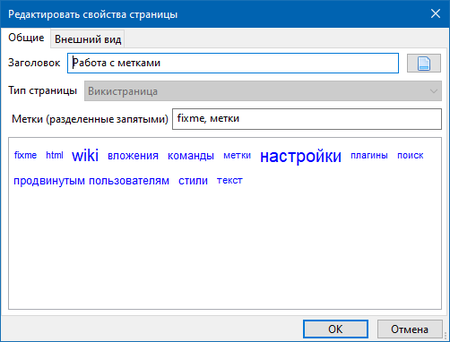 Редактировать свойства страницы
Общие Внешний вид
Заголовок Работа с метками
Тип страницы Викистраница
Метки (разделенные запятыми) fixme, метки
fixme html wiki вложения команды метки настройки плагины поиск
продвинутым пользователям стили текст
OK Отмена